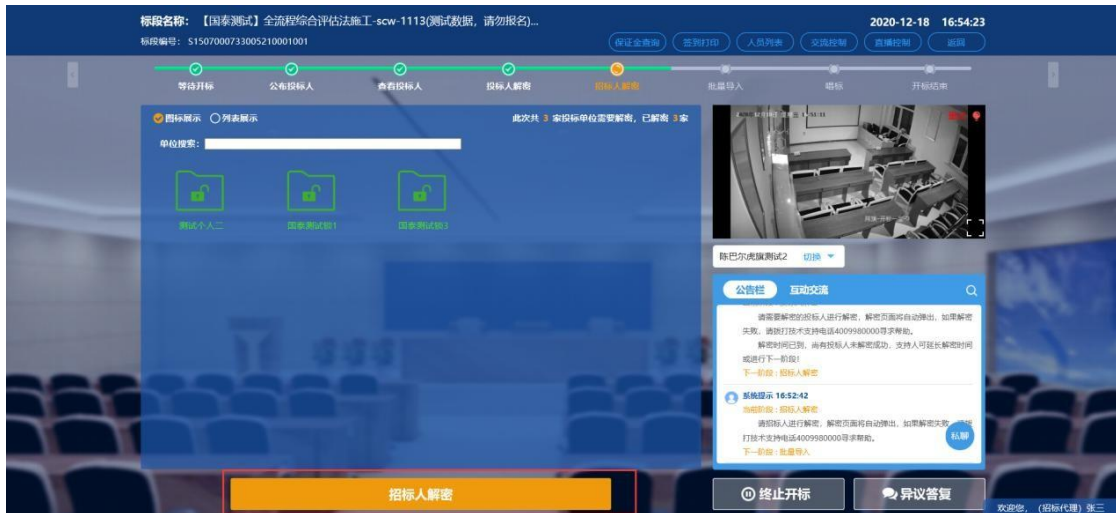 标段名称：【国泰测试】全流程综合评估法施工-scw-1113(测试数据，请勿报名)...
2020-12-18 16:54:23
标段编号：S1507000733005210001001
保证金查询 签到打印 人员列表 交流控制 直播控制 返回
等待开标 公布投标人 查看投标人 投标人解密 招标人解密 批量导入 唱标 开标结束
图标展示 列表展示
此次共 3 家投标单位需要解密，已解密 3家
单位搜索：
测试个人二 国泰测试锁1 国泰测试锁3
陈巴尔虎旗测试2 切换
公告栏 互动交流
请需要解密的投标人进行解密，解密页面将自动弹出，如果解密
失败，请拨打技术支持电话4009980000寻求帮助。
解密时间已到，尚有投标人未解密成功，支持人可延长解密时间
或进行下一阶段！
下一阶段：招标人解密
系统提示 16:52:42
当前阶段：招标人解密
请招标人进行解密，解密页面将自动弹出，如果解密失败，
打技术支持电话4009980000寻求帮助。
私聊
下一阶段：批量导入
招标人解密
终止开标 异议答复
欢迎您，(招标代理) 张三